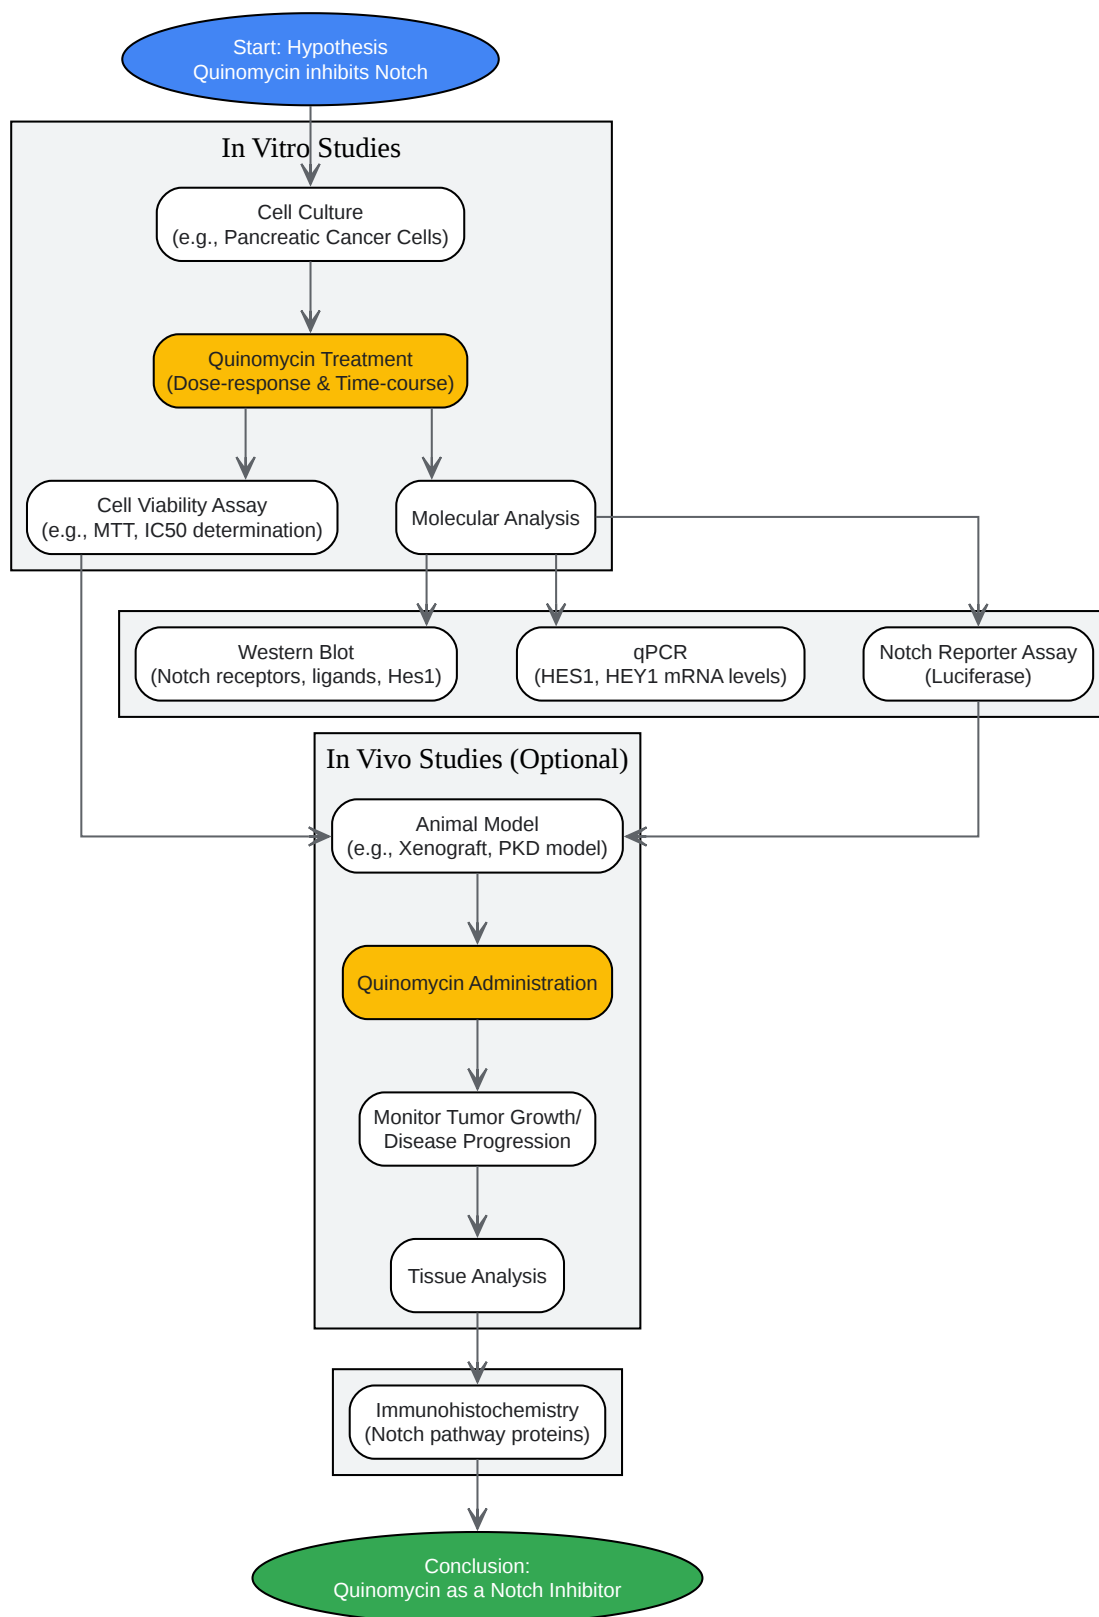 Start: Hypothesis
Quinomycin inhibits Notch
In Vitro Studies
Cell Culture
(e.g., Pancreatic Cancer Cells)
Quinomycin Treatment
(Dose-response & Time-course)
Cell Viability Assay
(e.g., MTT, IC50 determination)
Molecular Analysis
Western Blot
(Notch receptors, ligands, Hes1)
qPCR
(HES1, HEY1 mRNA levels)
Notch Reporter Assay
(Luciferase)
In Vivo Studies (Optional)
Animal Model
(e.g., Xenograft, PKD model)
Quinomycin Administration
Monitor Tumor Growth/
Disease Progression
Tissue Analysis
Immunohistochemistry
(Notch pathway proteins)
Conclusion:
Quinomycin as a Notch Inhibitor